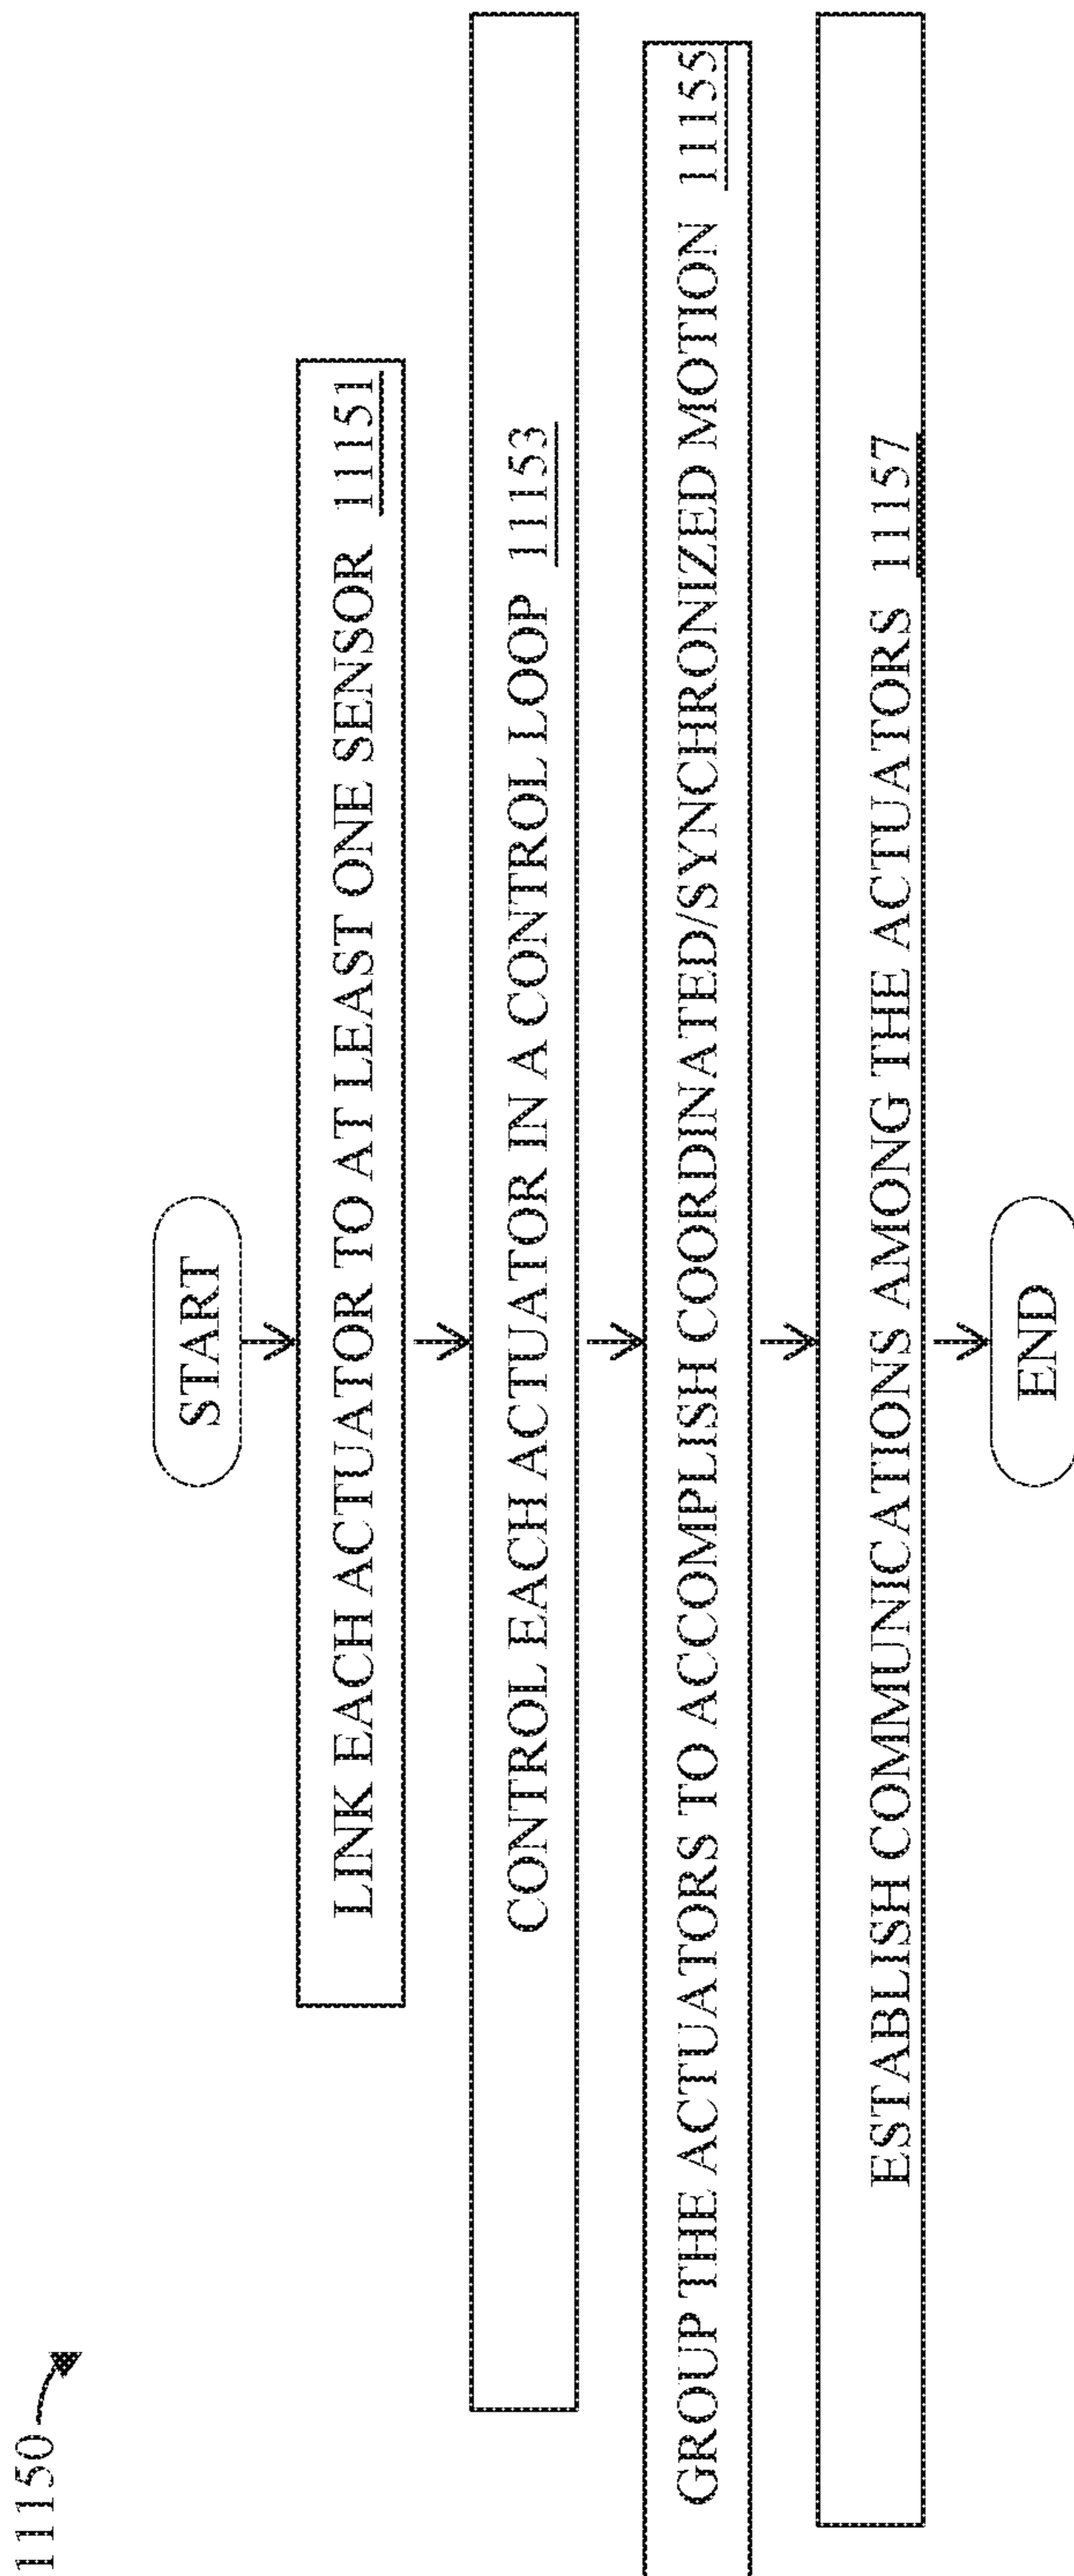 11150
START
LINK EACH ACTUATOR TO AT LEAST ONE SENSOR 11151
CONTROL EACH ACTUATOR IN A CONTROL LOOP 11153
GROUP THE ACTUATORS TO ACCOMPLISH COORDINATED/SYNCHRONIZED MOTION 11155
ESTABLISH COMMUNICATIONS AMONG THE ACTUATORS 11157
END